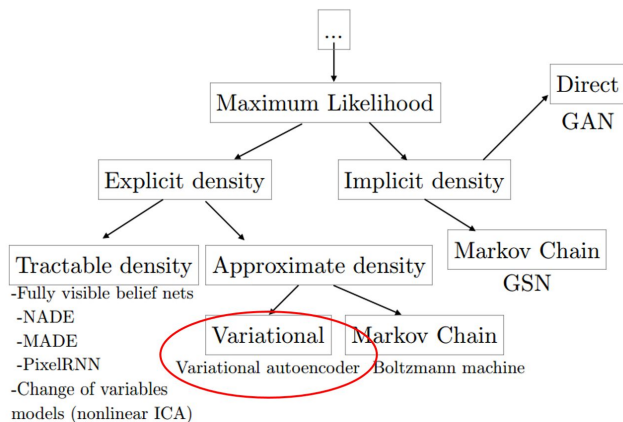 ...
Maximum Likelihood
Direct
GAN
Explicit density
Implicit density
Tractable density
-Fully visible belief nets
-NADE
-MADE
-PixelRNN
-Change of variables
models (nonlinear ICA)
Approximate density
Variational
Variational autoencoder
Markov Chain
Boltzmann machine
Markov Chain
GSN